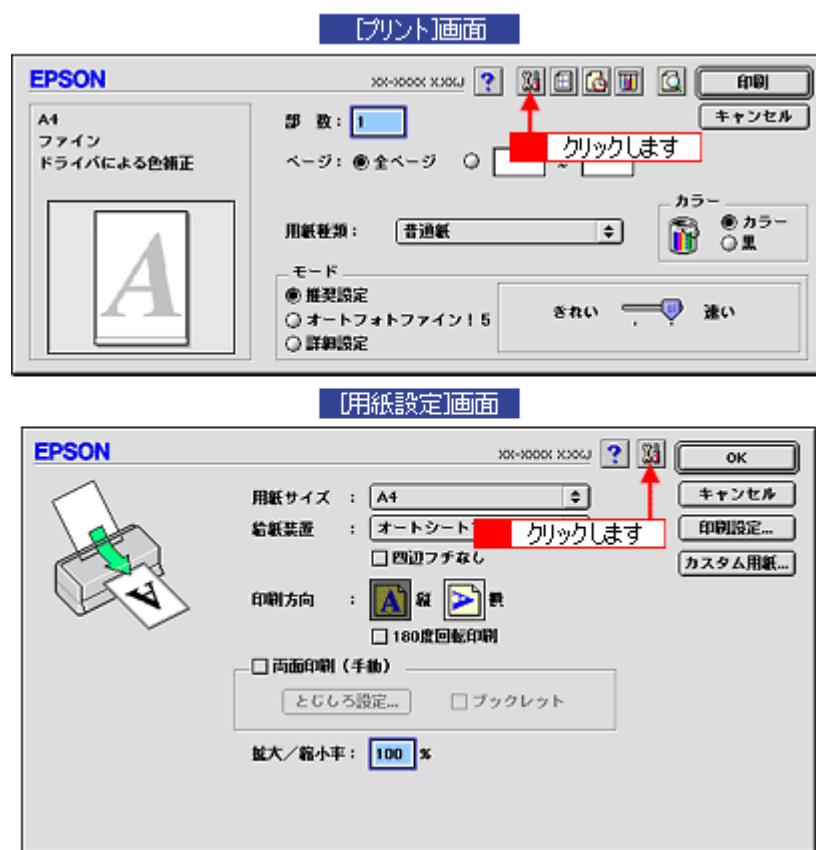 [プリント]画面
EPSON
XX-XXXX X.XXJ
?
印刷
キャンセル
A4
ファイン
ドライバによる色補正
A
部 数：1
クリックします
ページ：全ページ
～
用紙種類：普通紙
カラー
カラー
黒
モード
推奨設定
オートフォトファイン！5
詳細設定
きれい 速い
[用紙設定]画面
EPSON
XX-XXXX X.XXJ
?
OK
キャンセル
印刷設定...
カスタム用紙...
用紙サイズ ：A4
給紙装置 ：オートシート
クリックします
四辺フチなし
印刷方向 ：A 縦 A 横
180度回転印刷
両面印刷（手動）
とじしろ設定... ブックレット
拡大／縮小率：100 %
A